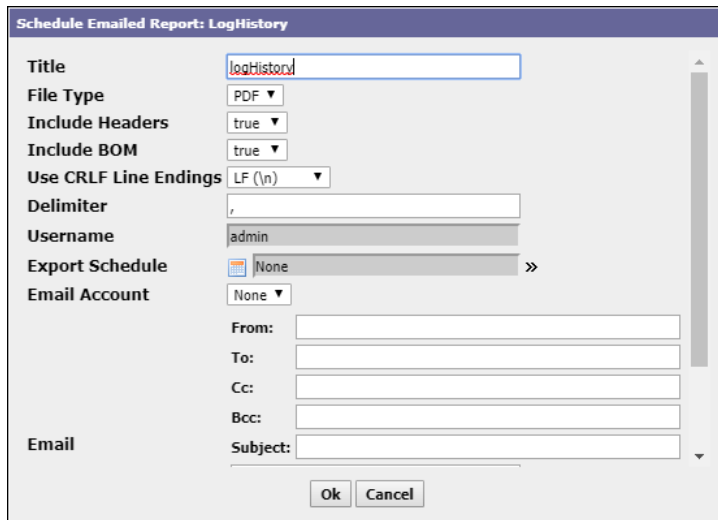 Schedule Emailed Report: LogHistory
Title logHistory
File Type PDF ▼
Include Headers true ▼
Include BOM true ▼
Use CRLF Line Endings LF (\n) ▼
Delimiter ,
Username admin
Export Schedule None »
Email Account None ▼
From:
To:
Cc:
Bcc:
Email Subject:
Ok Cancel